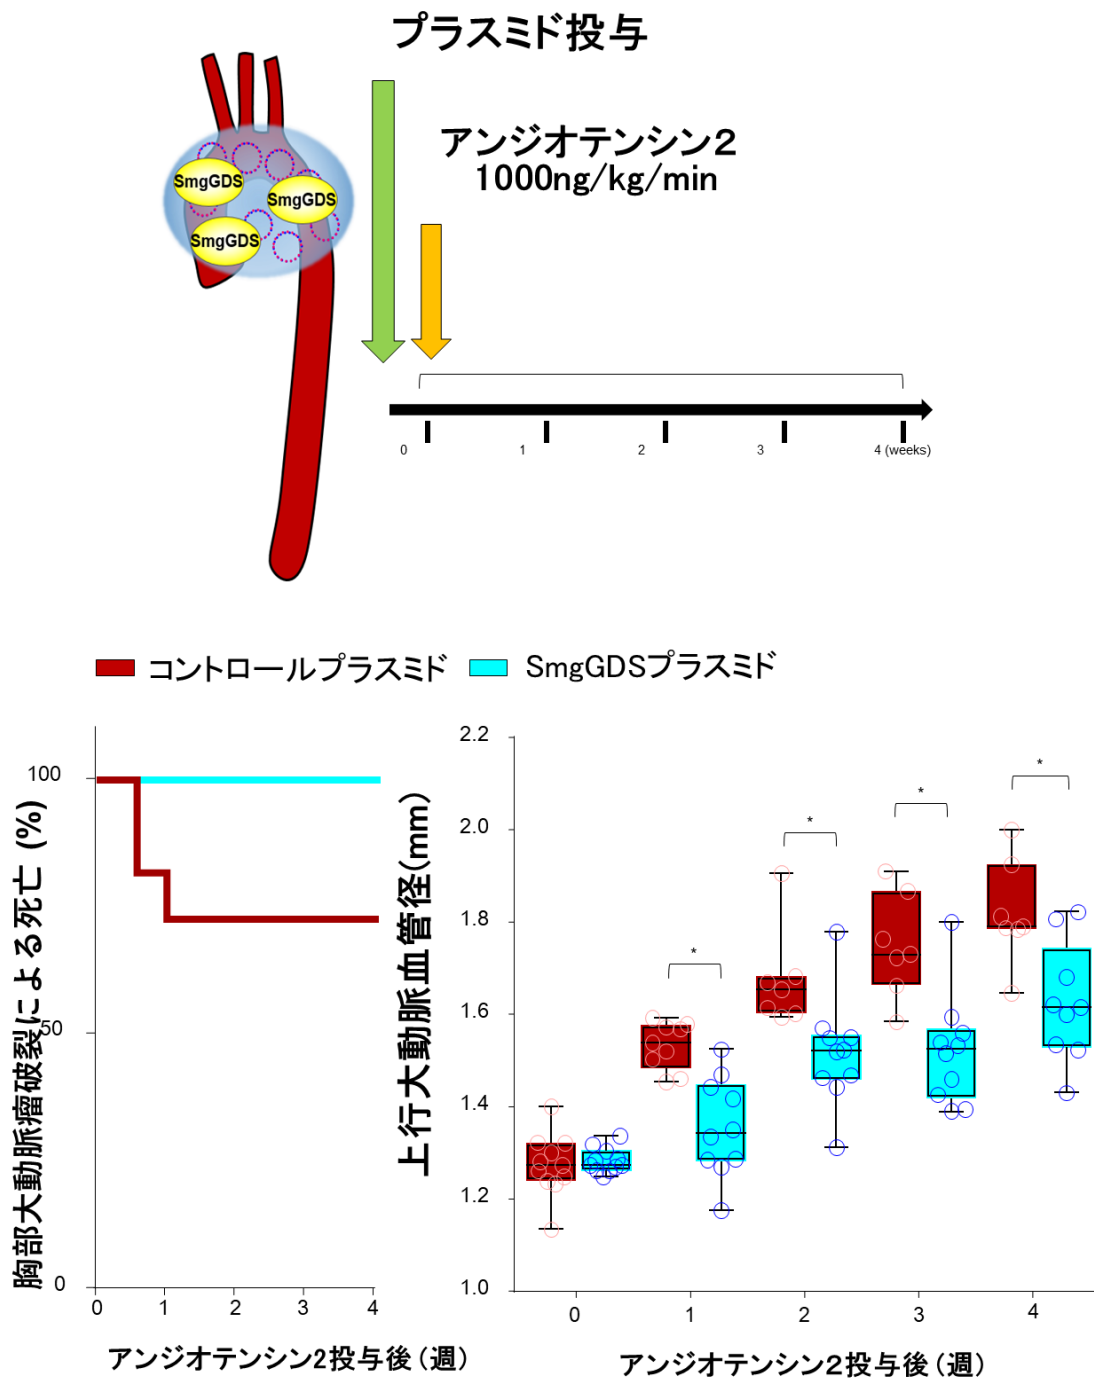 プラスミド投与
アンジオテンシン2
1000ng/kg/min
SmgGDS
SmgGDS
SmgGDS
0
1
2
3
4 (weeks)
コントロールプラスミド
SmgGDSプラスミド
胸部大動脈瘤破裂による死亡 (%)
100
50
0
0
1
2
3
4
アンジオテンシン2投与後(週)
上行大動脈血管径(mm)
2.2
2.0
1.8
1.6
1.4
1.2
1.0
*
*
*
*
0
1
2
3
4
アンジオテンシン2投与後(週)